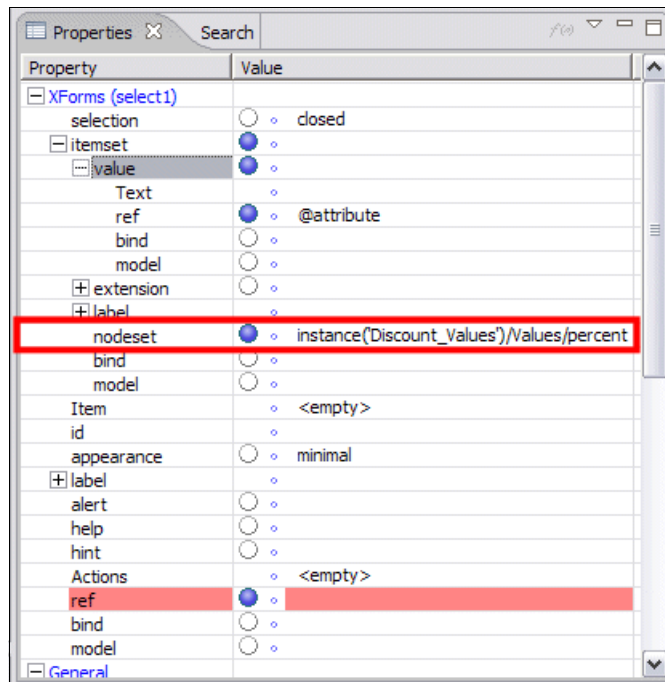 Properties Search
Property Value
XForms (select1)
selection closed
itemset
value
Text
ref @attribute
bind
model
extension
label
nodeset instance('Discount_Values')/Values/percent
bind
model
Item <empty>
id
appearance minimal
label
alert
help
hint
Actions <empty>
ref
bind
model
General